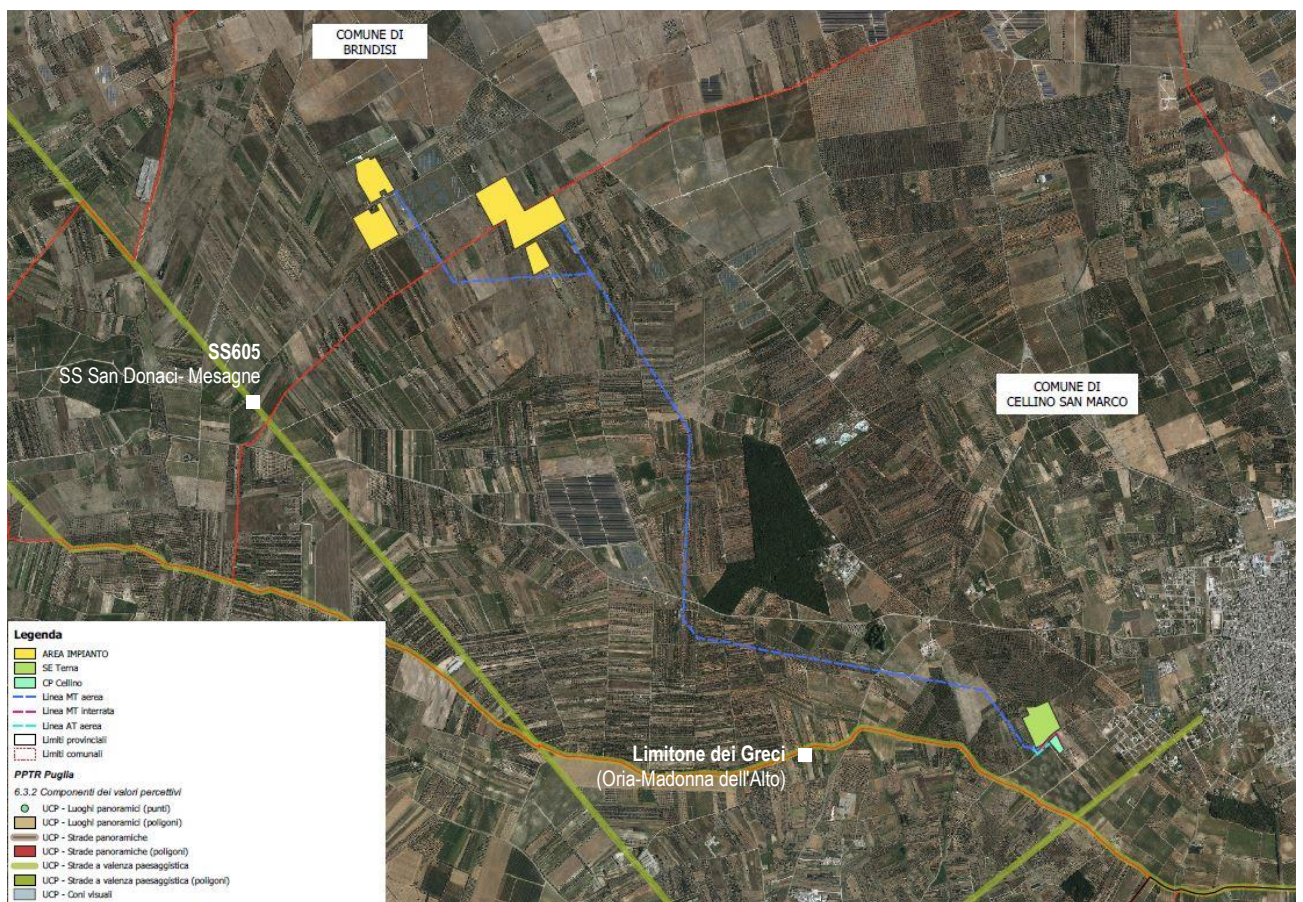 COMUNE DI
BRINDISI
SS605
SS San Donaci- Mesagne
COMUNE DI
CELLINO SAN MARCO
Limitone dei Greci
(Oria-Madonna dell'Alto)
Legenda
AREA IMPIANTO
SE Terna
CP Cellino
Linea MT aerea
Linea MT interrata
Linea AT aerea
Limiti provinciali
Limiti comunali
PPTR Puglia
6.3.2 Componenti dei valori percettivi
UCP - Luoghi panoramici (punti)
UCP - Luoghi panoramici (poligoni)
UCP - Strade panoramiche
UCP - Strade panoramiche (poligoni)
UCP - Strade a valenza paesaggistica
UCP - Strade a valenza paesaggistica (poligoni)
UCP - Coni visuali